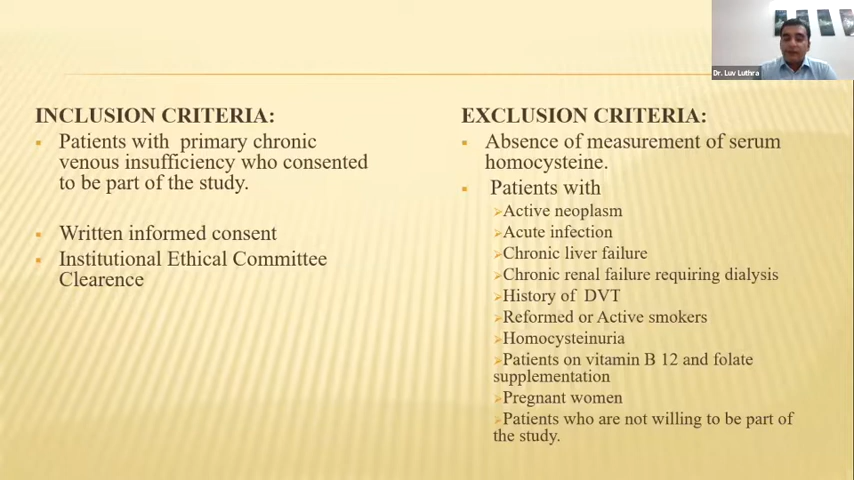 Dr. Luv Luthra
INCLUSION CRITERIA:
Patients with primary chronic
venous insufficiency who consented
to be part of the study.
Written informed consent
Institutional Ethical Committee
Clearence
EXCLUSION CRITERIA:
Absence of measurement of serum
homocysteine.
Patients with
Active neoplasm
Acute infection
Chronic liver failure
Chronic renal failure requiring dialysis
History of DVT
Reformed or Active smokers
Homocysteinuria
Patients on vitamin B 12 and folate
supplementation
Pregnant women
Patients who are not willing to be part of
the study.